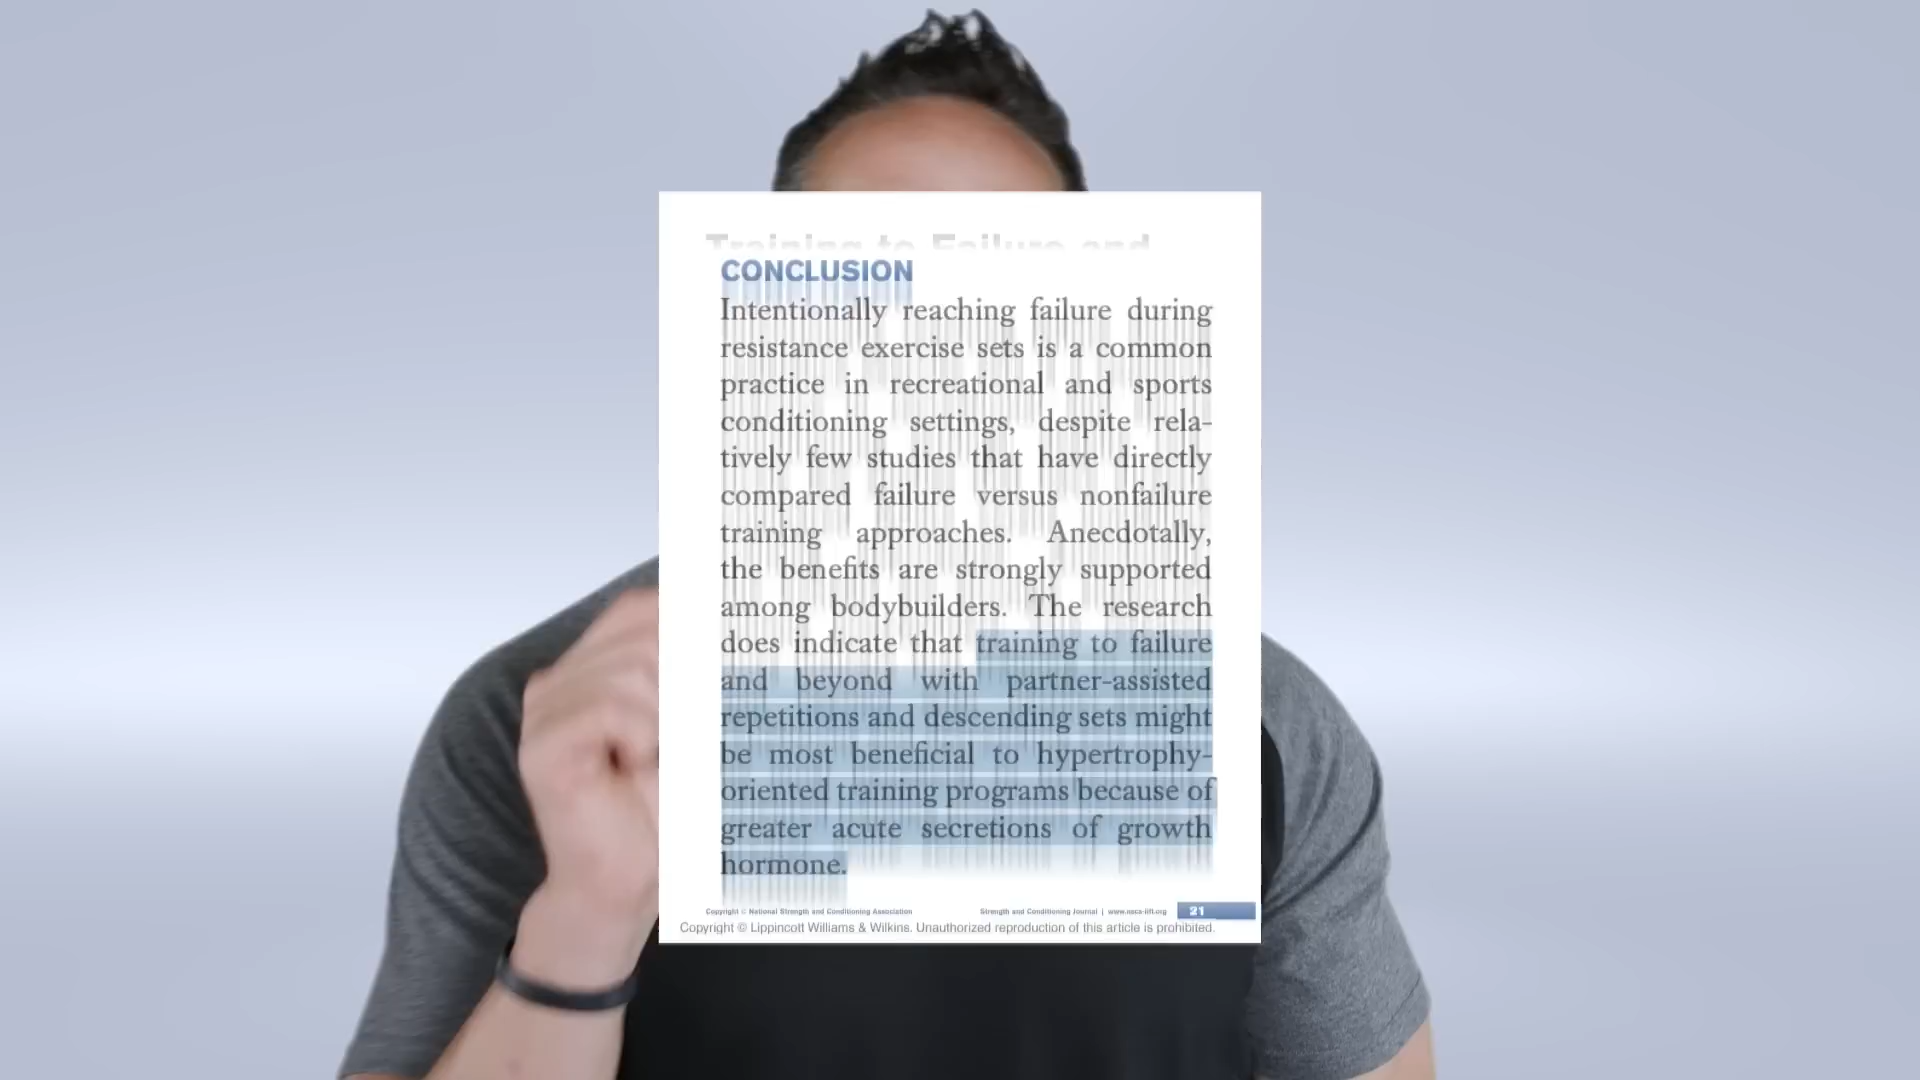 Training to Failure and
CONCLUSION
Intentionally reaching failure during
resistance exercise sets is a common
practice in recreational and sports
conditioning settings, despite rela-
tively few studies that have directly
compared failure versus nonfailure
training approaches. Anecdotally,
the benefits are strongly supported
among bodybuilders. The research
does indicate that training to failure
and beyond with partner-assisted
repetitions and descending sets might
be most beneficial to hypertrophy-
oriented training programs because of
greater acute secretions of growth
hormone.
Copyright © National Strength and Conditioning Association Strength and Conditioning Journal | www.nsca-lift.org 21
Copyright © Lippincott Williams & Wilkins. Unauthorized reproduction of this article is prohibited.